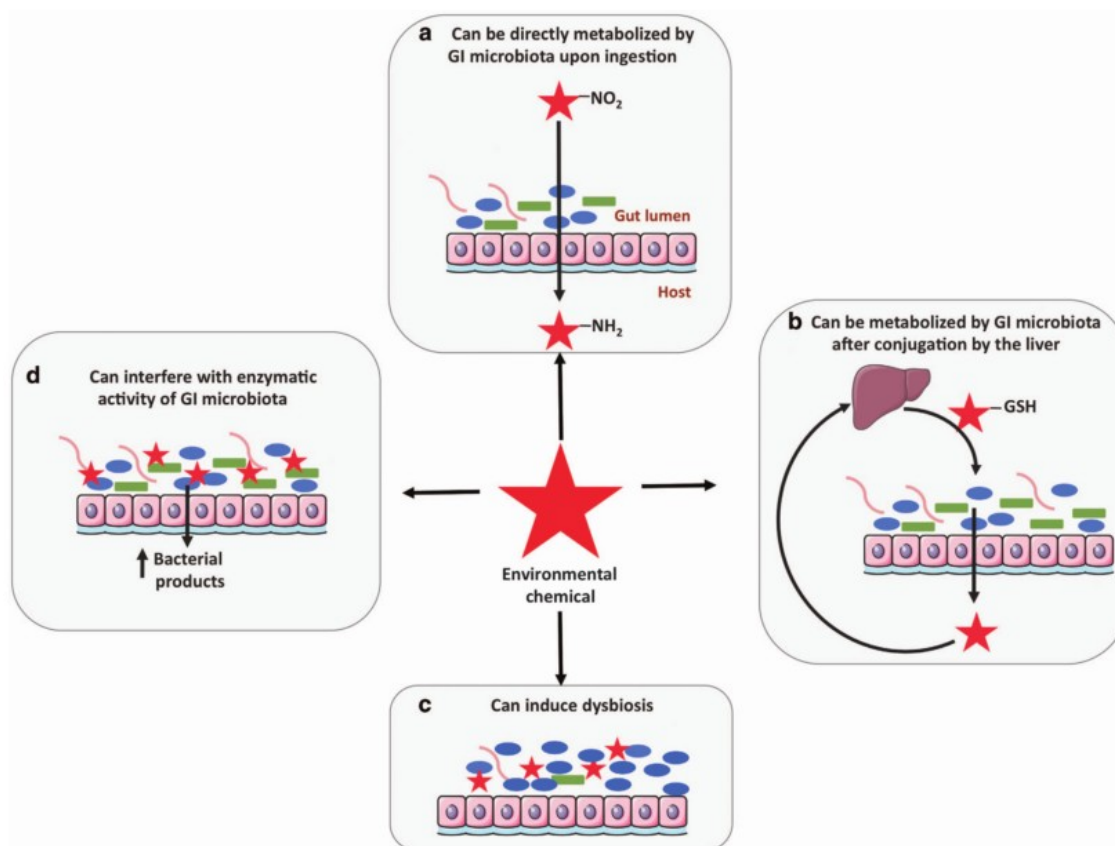 a Can be directly metabolized by
GI microbiota upon ingestion
NO₂
Gut lumen
Host
NH₂
b Can be metabolized by GI microbiota
after conjugation by the liver
GSH
d Can interfere with enzymatic
activity of GI microbiota
Bacterial
products
Environmental
chemical
c Can induce dysbiosis